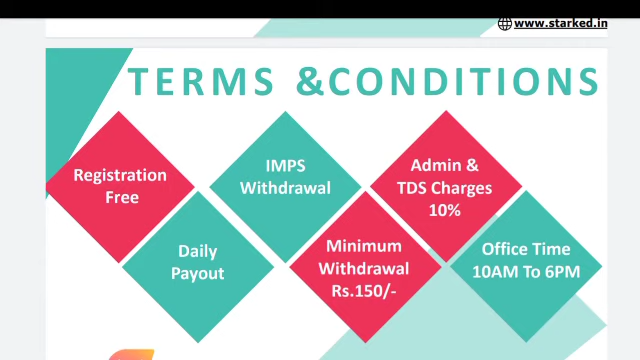 www.starked.in
TERMS &CONDITIONS
Registration
Free
IMPS
Withdrawal
Admin &
TDS Charges
10%
Daily
Payout
Minimum
Withdrawal
Rs.150/-
Office Time
10AM To 6PM